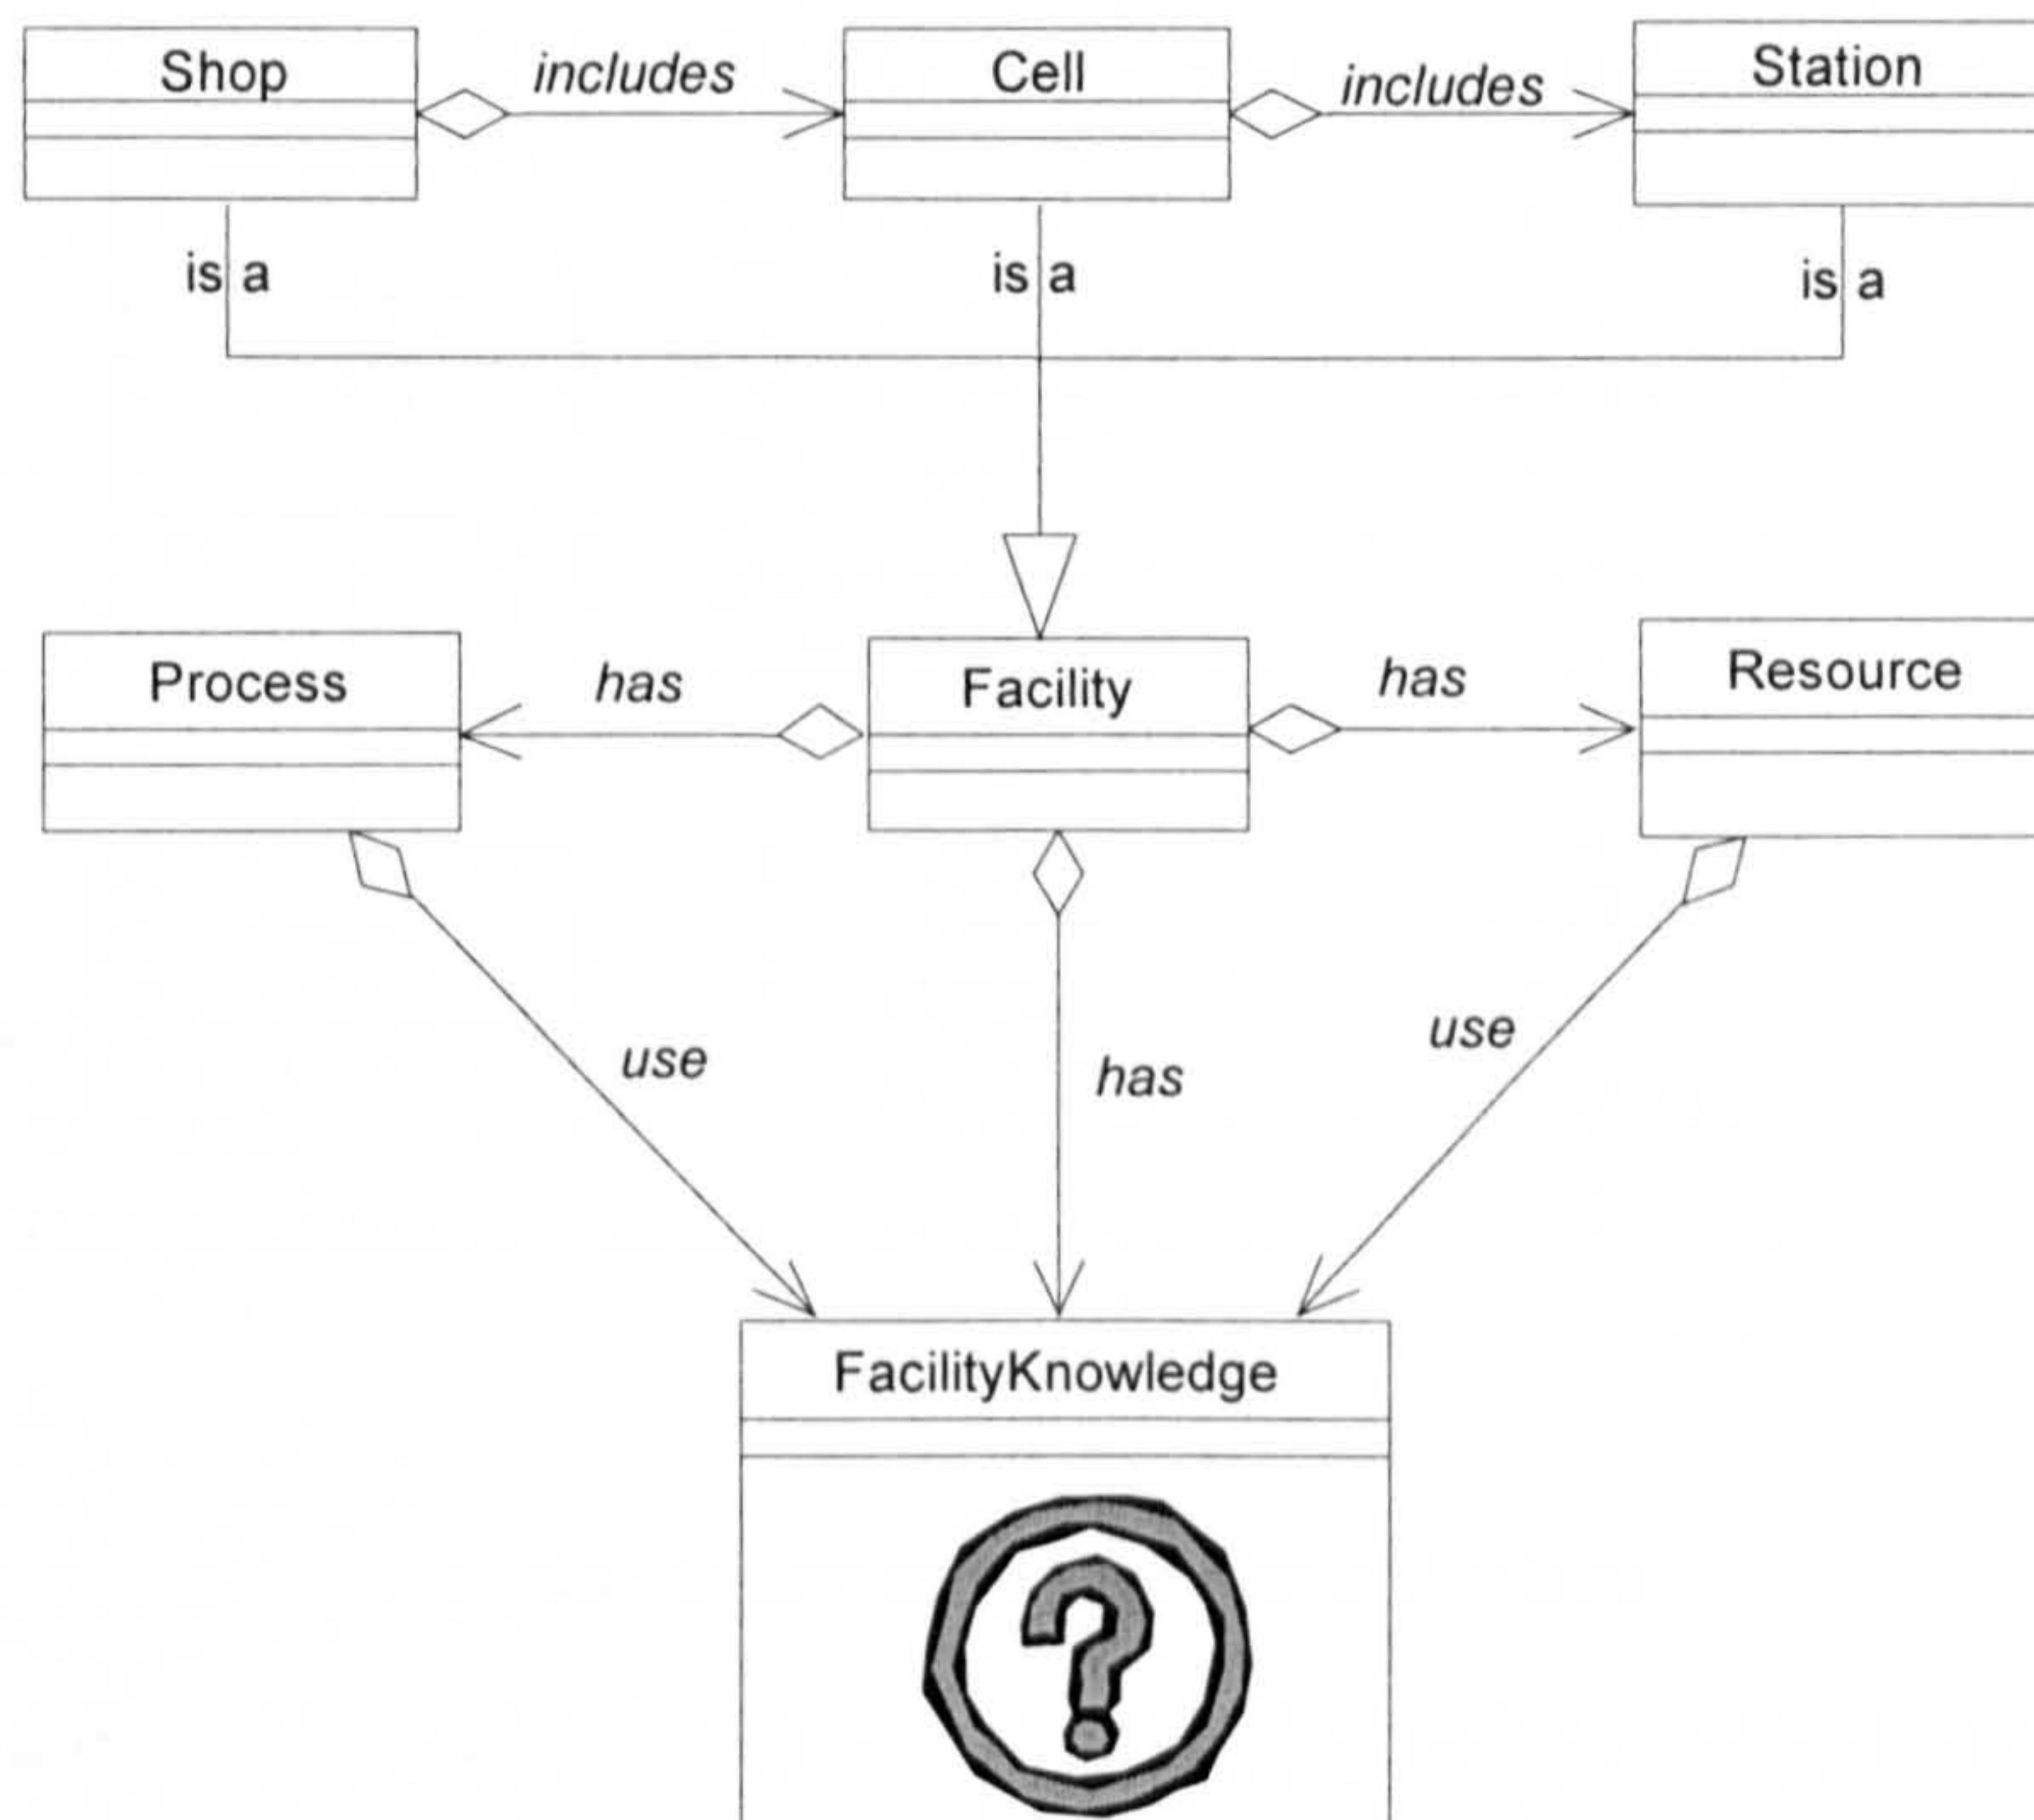 Shop
includes
Cell
includes
Station
is a
is a
is a
Process
has
Facility
has
Resource
use
has
use
FacilityKnowledge
?